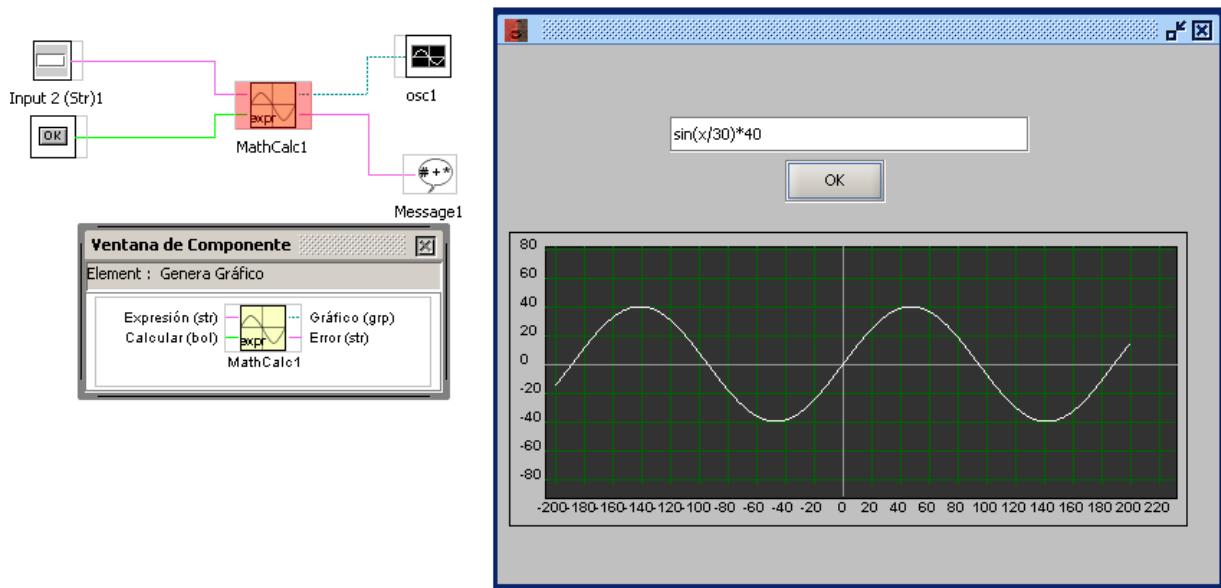 Input 2 (Str)1
OK
expr
MathCalc1
osc1
#+*
Message1
Ventana de Componente
Element : Genera Gráfico
Expresión (str)
Calcular (bol)
expr
Gráfico (grp)
Error (str)
MathCalc1
sin(x/30)*40
OK
80
60
40
20
0
-20
-40
-60
-80
-200 -180 -160 -140 -120 -100 -80 -60 -40 -20 0 20 40 60 80 100 120 140 160 180 200 220